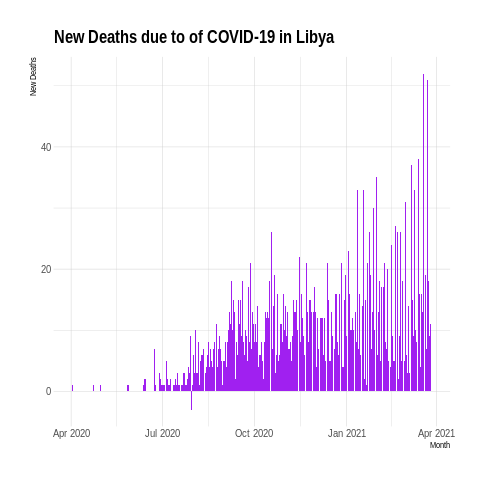 New Deaths due to of COVID-19 in Libya
New Deaths
40
20
0
Apr 2020 Jul 2020 Oct 2020 Jan 2021 Apr 2021
Month